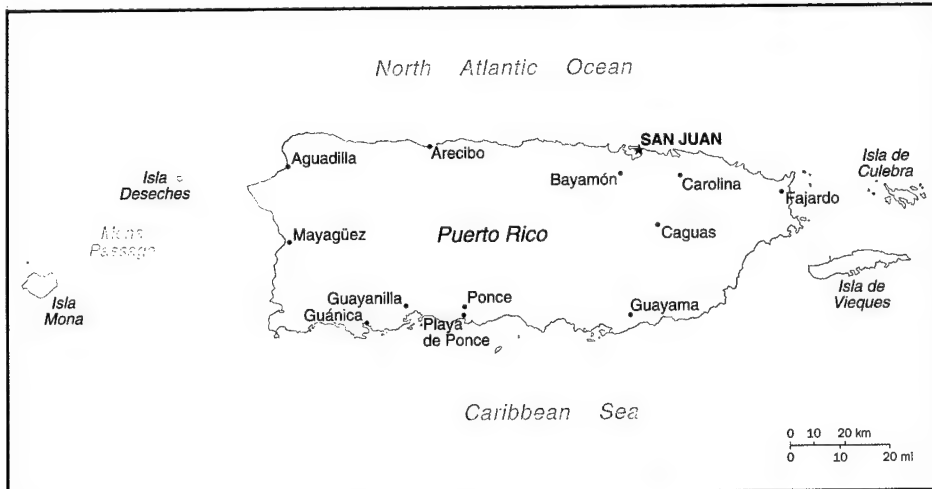 North Atlantic Ocean
SAN JUAN
Aguadilla
Arecibo
Isla de
Culebra
Isla
Deseches
Bayamón
Carolina
Fajardo
Mona
Passage
Mayagüez
Puerto Rico
Caguas
Isla
Mona
Isla de
Vieques
Guayanilla
Ponce
Guayama
Guánica
Playa
de Ponce
Caribbean Sea
0 10 20 km
0 10 20 mi